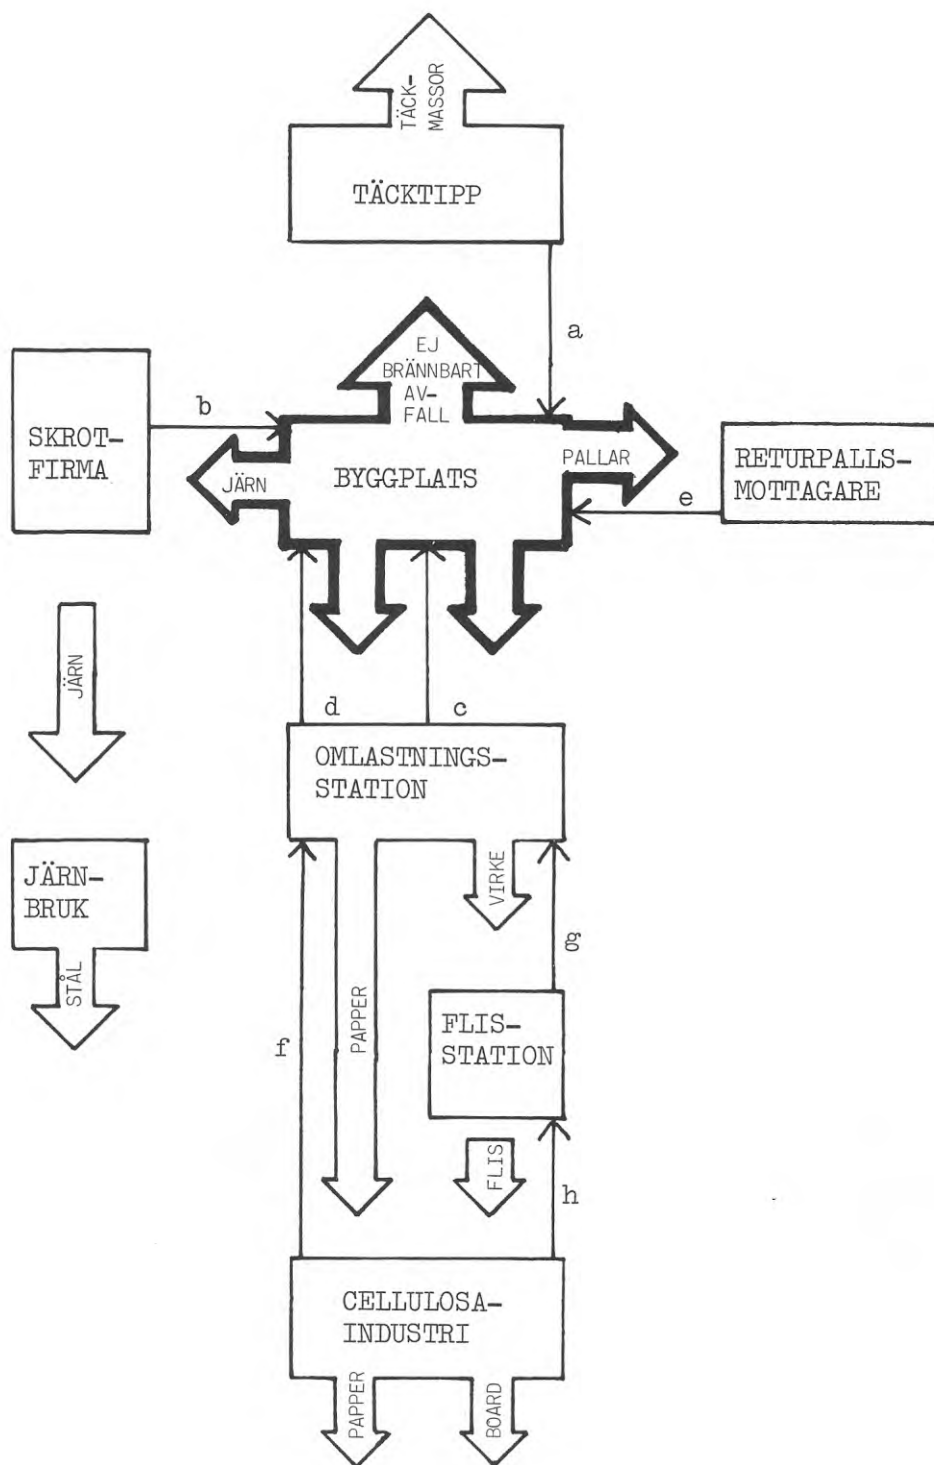 TÄCK-
MASSOR
TÄCKTIPP
a
EJ
BRÄNNBART
AV-
FALL
b
SKROT-
FIRMA
JÄRN
BYGGPLATS
PALLAR
RETURPALLS-
MOTTAGARE
e
JÄRN
d
c
OMLASTNINGS-
STATION
VIRKE
JÄRN-
BRUK
STÅL
g
PAPPER
f
FLIS-
STATION
FLIS
h
CELLULOSA-
INDUSTRI
PAPPER
BOARD